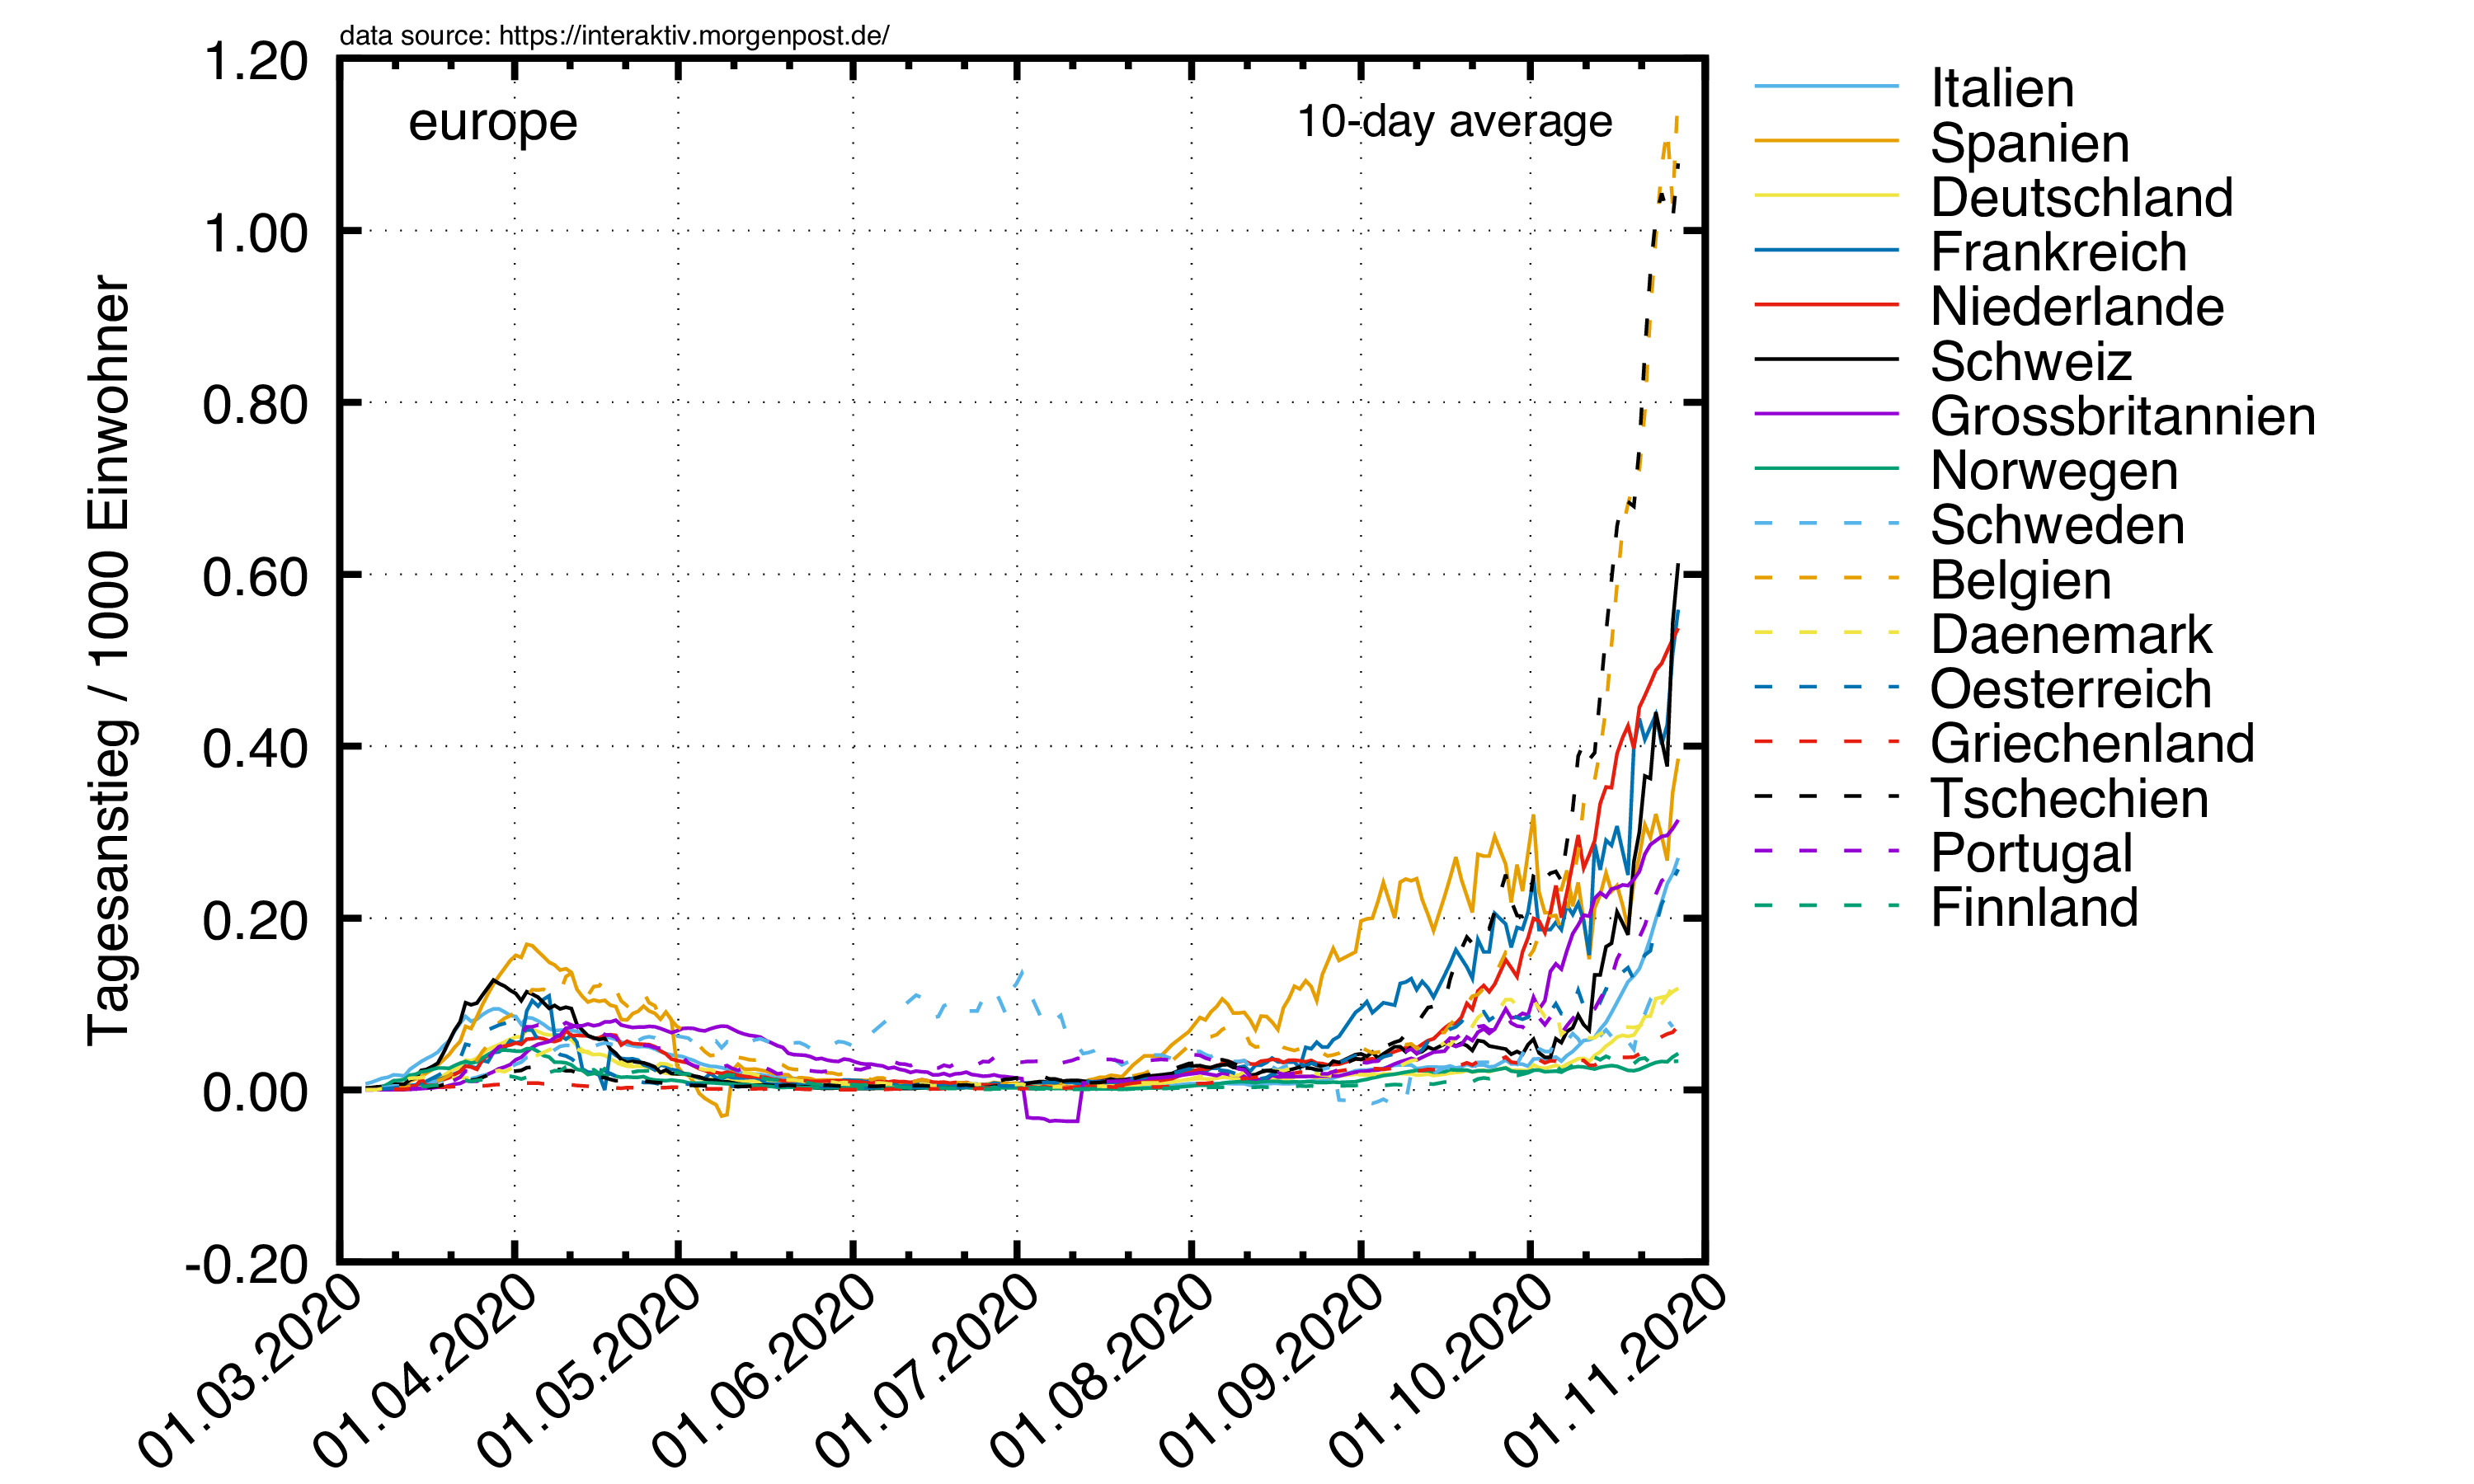 data source: https://interaktiv.morgenpost.de/
europe
10-day average
Tagesanstieg / 1000 Einwohner
1.20
1.00
0.80
0.60
0.40
0.20
0.00
-0.20
01.03.2020
01.04.2020
01.05.2020
01.06.2020
01.07.2020
01.08.2020
01.09.2020
01.10.2020
01.11.2020
Italien
Spanien
Deutschland
Frankreich
Niederlande
Schweiz
Grossbritannien
Norwegen
Schweden
Belgien
Daenemark
Oesterreich
Griechenland
Tschechien
Portugal
Finnland